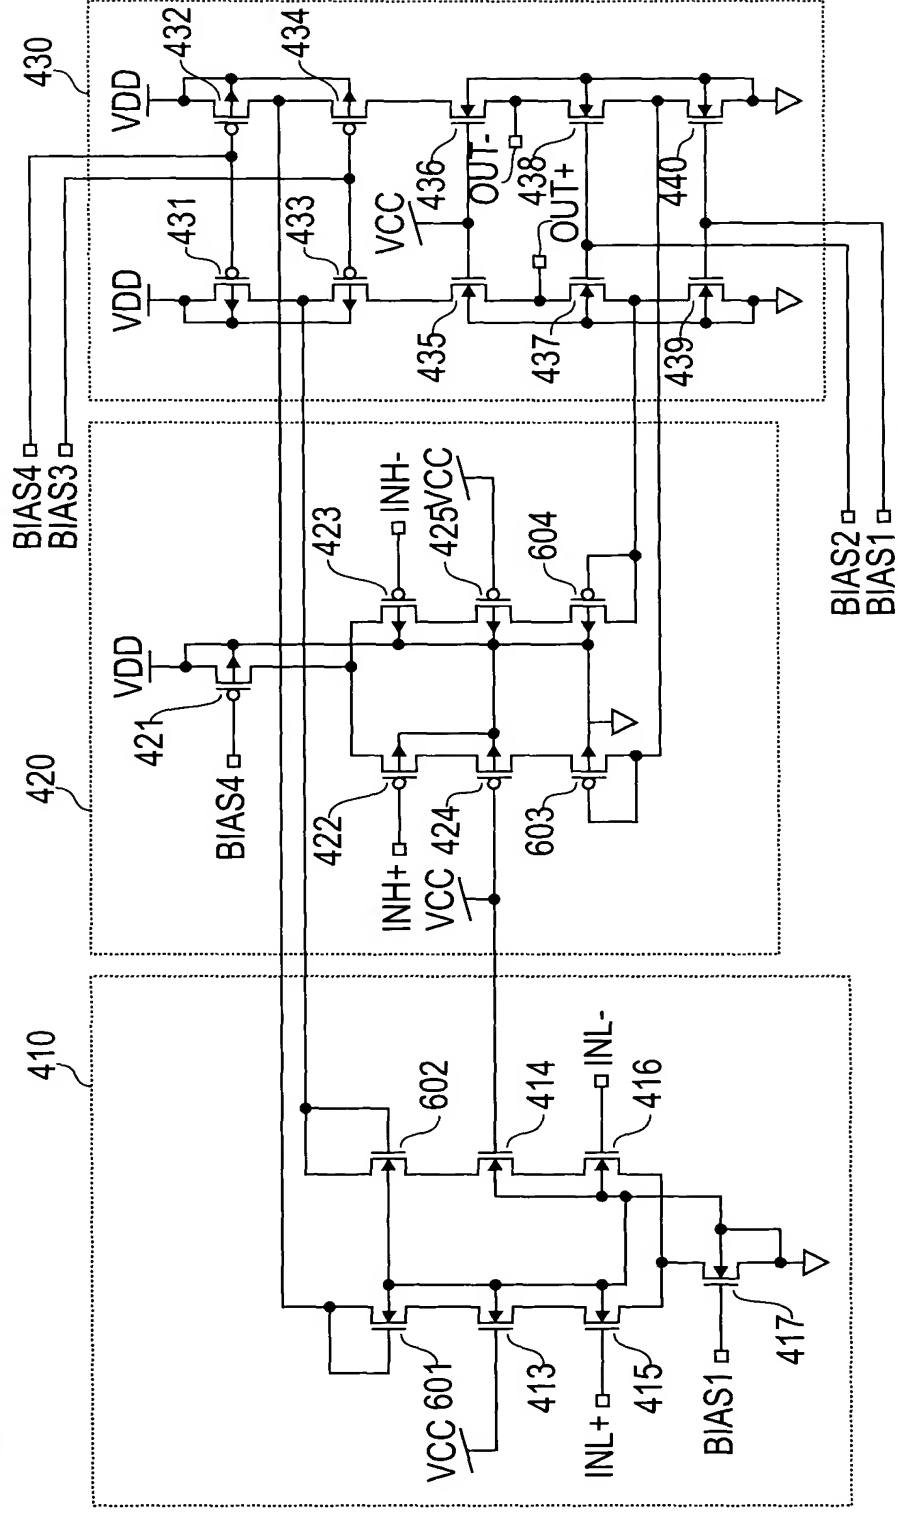 430
VDD
432
434
436
OUT-
438
440
VDD
431
433
VCC
435
OUT+
437
439
BIAS4
BIAS3
BIAS2
BIAS1
420
VDD
421
BIAS4
423
INH-
425
VCC
604
422
INH+
424
VCC
603
410
602
414
INL-
416
601
VCC
413
INL+
415
BIAS1
417